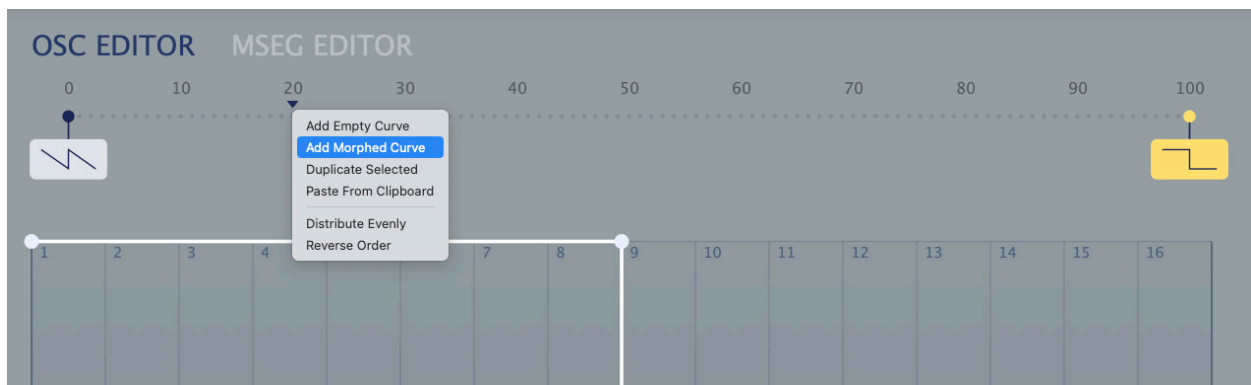 OSC EDITOR MSEG EDITOR
0 10 20 30 40 50 60 70 80 90 100
Add Empty Curve
Add Morphed Curve
Duplicate Selected
Paste From Clipboard
Distribute Evenly
Reverse Order
1 2 3 4 7 8 9 10 11 12 13 14 15 16